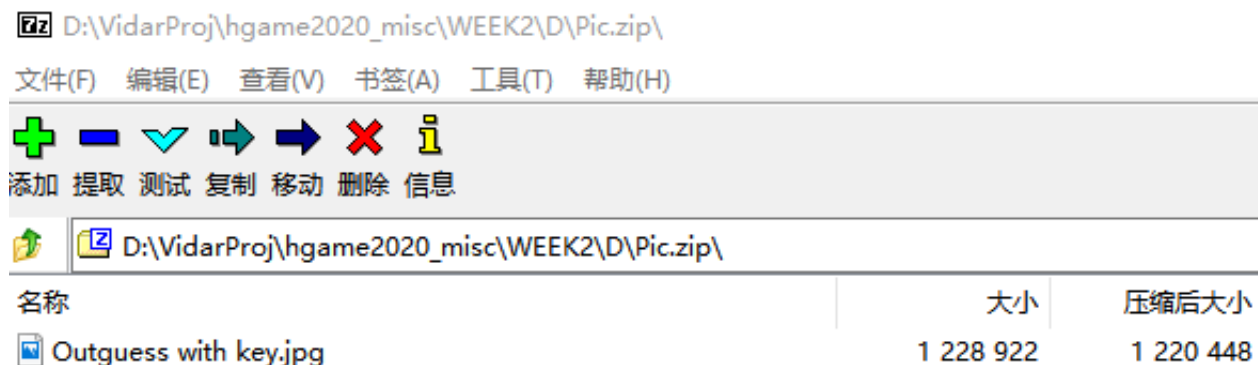 D:\VidarProj\hgame2020_misc\WEEK2\D\Pic.zip\
文件(F) 编辑(E) 查看(V) 书签(A) 工具(T) 帮助(H)
添加 提取 测试 复制 移动 删除 信息
D:\VidarProj\hgame2020_misc\WEEK2\D\Pic.zip\
名称 大小 压缩后大小
Outguess with key.jpg 1 228 922 1 220 448